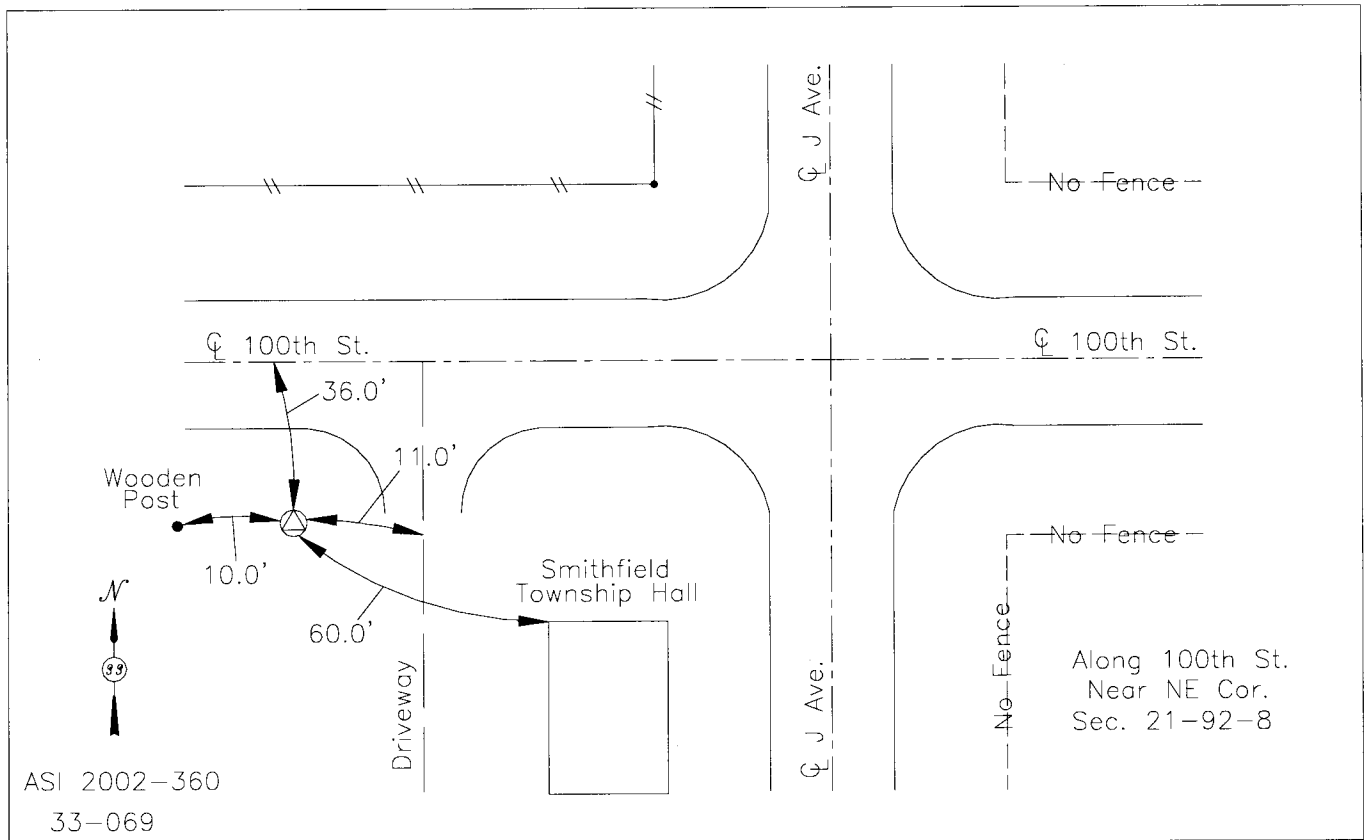 ℄ J Ave.
No Fence
℄ 100th St.
℄ 100th St.
36.0'
11.0'
Wooden
Post
10.0'
No Fence
Smithfield
Township Hall
N
60.0'
33
Driveway
℄ J Ave.
No Fence
Along 100th St.
Near NE Cor.
Sec. 21-92-8
ASI 2002-360
33-069